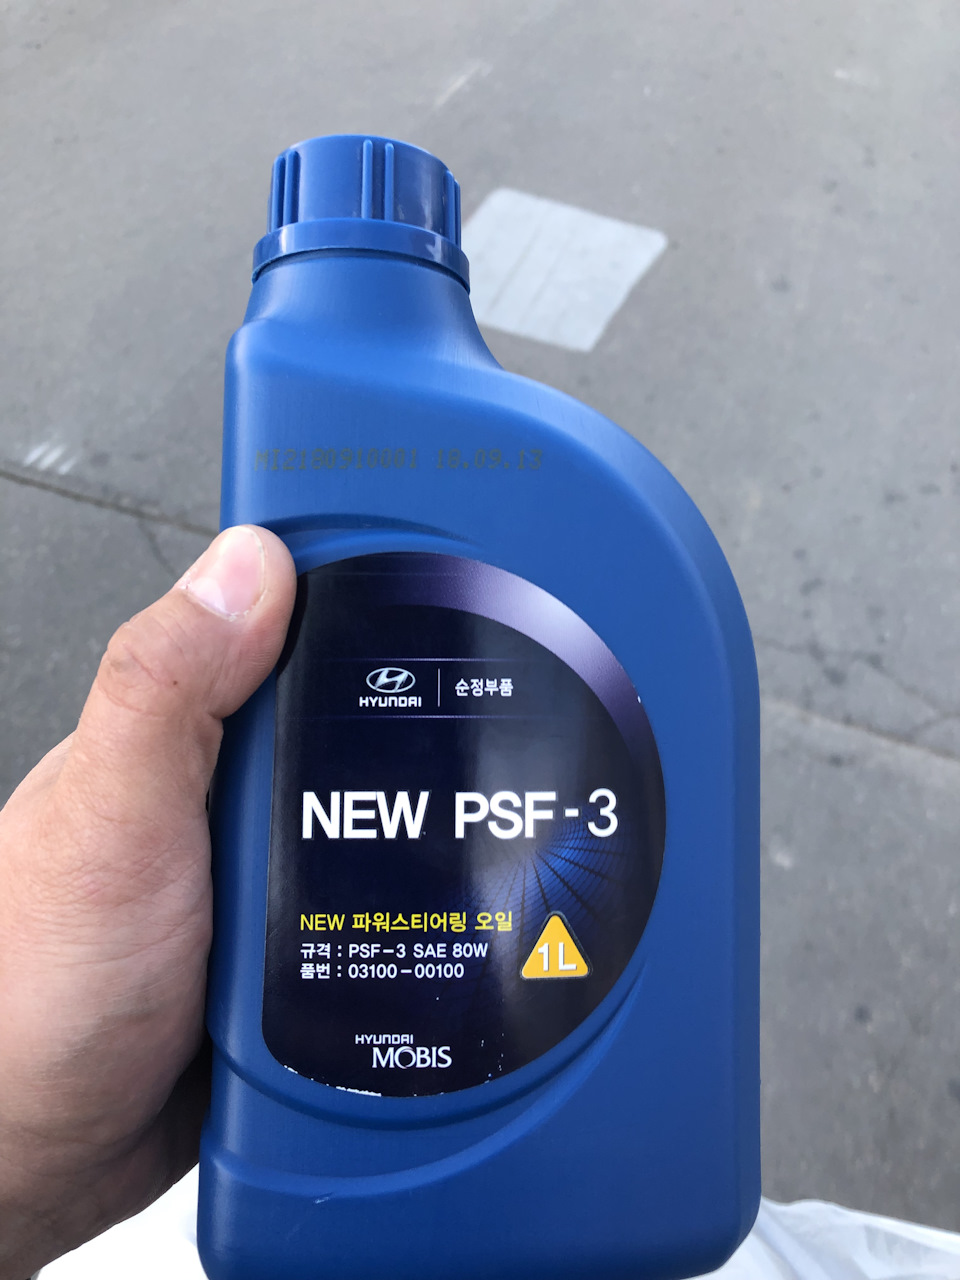 MI2180910001 18.09.13
HYUNDAI 순정부품
NEW PSF-3
NEW 파워스티어링 오일
규격 : PSF-3 SAE 80W
품번 : 03100-00100
1L
HYUNDAI
MOBIS